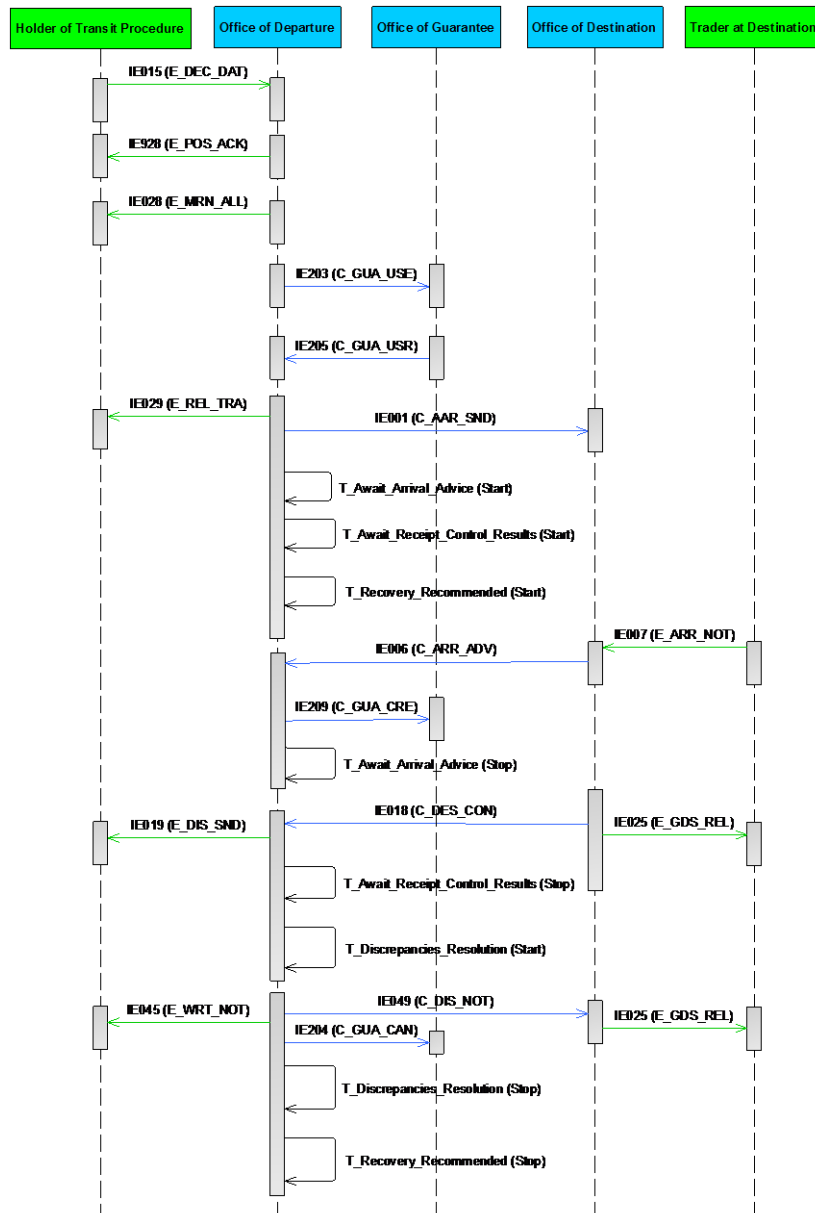 Holder of Transit Procedure
Office of Departure
Office of Guarantee
Office of Destination
Trader at Destination
IE015 (E_DEC_DAT)
IE928 (E_POS_ACK)
IE028 (E_MRN_ALL)
IE203 (C_GUA_USE)
IE205 (C_GUA_USR)
IE029 (E_REL_TRA)
IE001 (C_AAR_SND)
T_Await_Arrival_Advice (Start)
T_Await_Receipt_Control_Results (Start)
T_Recovery_Recommended (Start)
IE007 (E_ARR_NOT)
IE006 (C_ARR_ADV)
IE209 (C_GUA_CRE)
T_Await_Arrival_Advice (Stop)
IE018 (C_DES_CON)
IE019 (E_DIS_SND)
IE025 (E_GDS_REL)
T_Await_Receipt_Control_Results (Stop)
T_Discrepancies_Resolution (Start)
IE049 (C_DIS_NOT)
IE045 (E_WRT_NOT)
IE025 (E_GDS_REL)
IE204 (C_GUA_CAN)
T_Discrepancies_Resolution (Stop)
T_Recovery_Recommended (Stop)